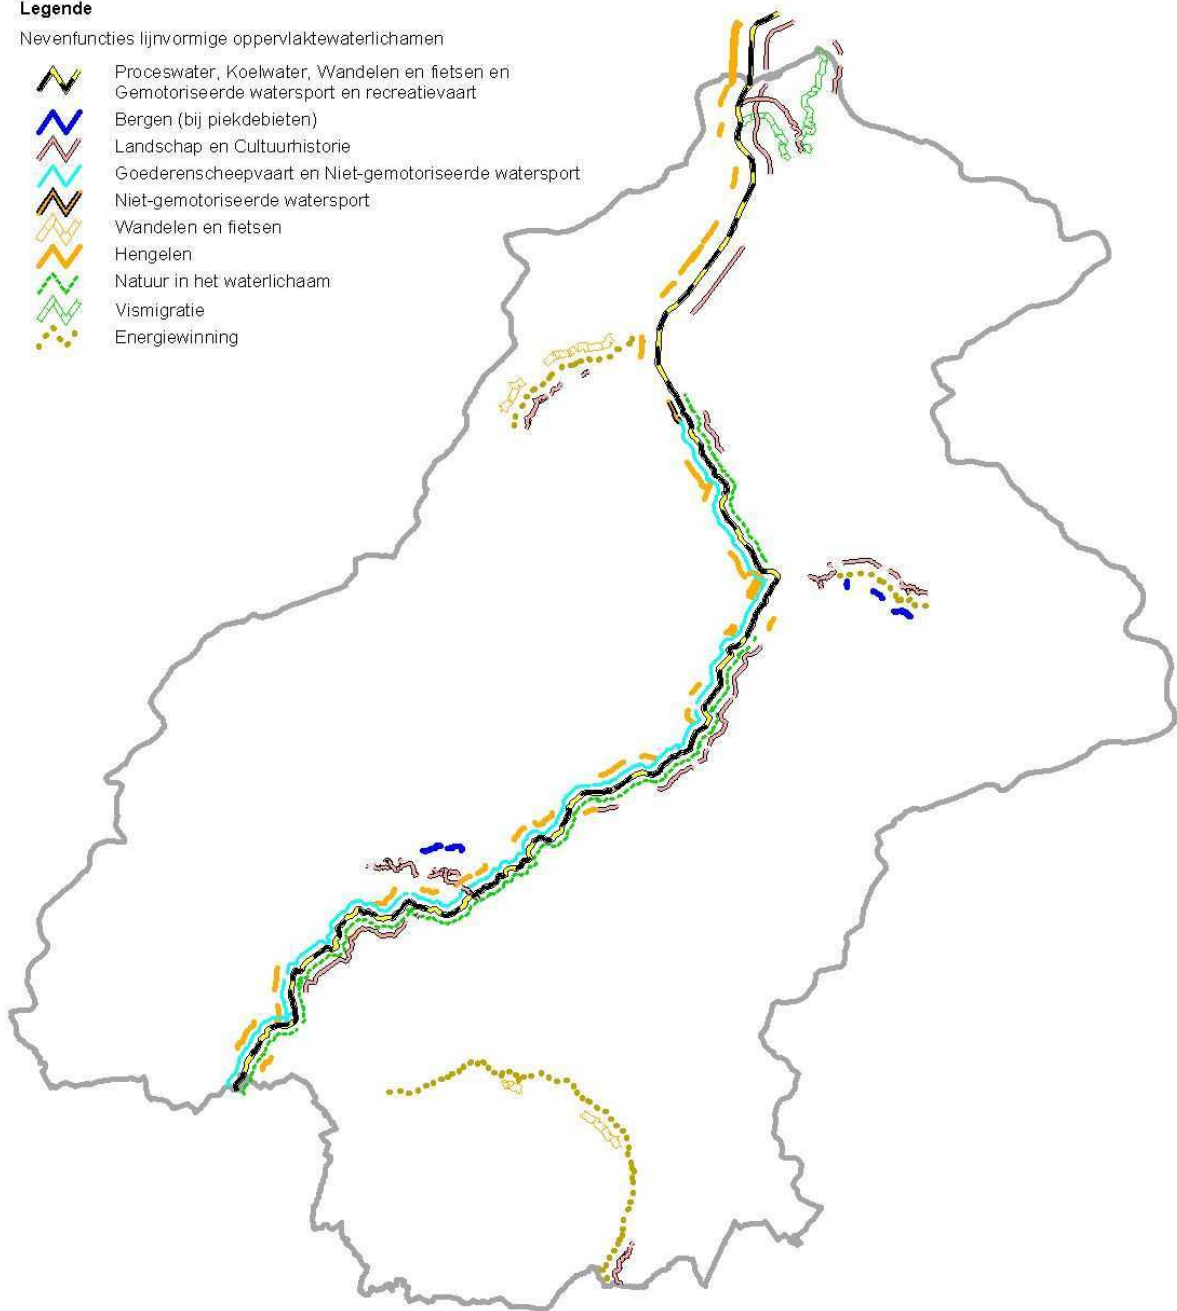 Legende
Nevenfuncties lijnvormige oppervlaktewaterlichamen
Proceswater, Koelwater, Wandelen en fietsen en
Gemotoriseerde watersport en recreatievaart
Bergen (bij piekdebieten)
Landschap en Cultuurhistorie
Goederenscheepvaart en Niet-gemotoriseerde watersport
Niet-gemotoriseerde watersport
Wandelen en fietsen
Hengelen
Natuur in het waterlichaam
Vismigratie
Energiewinning